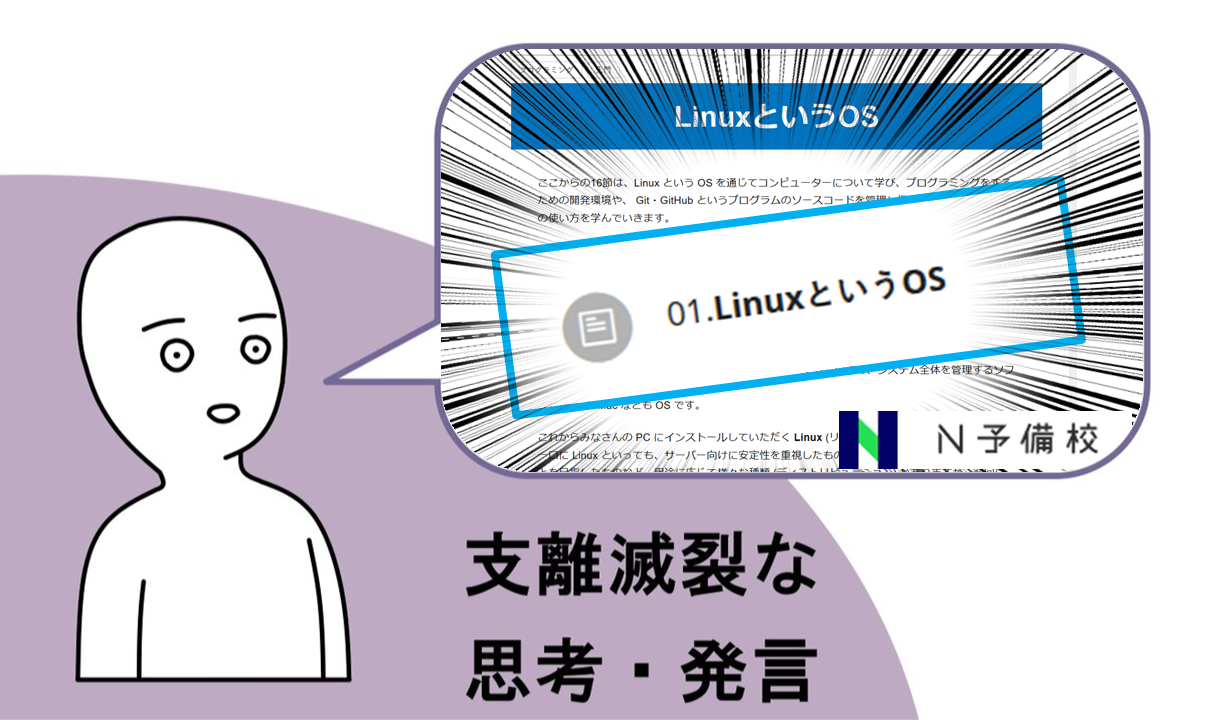 LinuxというOS
ここからの16節は、Linux という OS を通じてコンピューターについて学び、プログラミングをする
ための開発環境や、 Git・GitHub というプログラムのソースコードを管理し
の使い方を学んでいきます。
01.LinuxというOS
システム全体を管理するソフ
なども OS です。
これからみなさんの PC にインストールしていただく Linux (リ
一口に Linux といっても、サーバー向けに安定性を重視したもの
N予備校
支離滅裂な
思考・発言